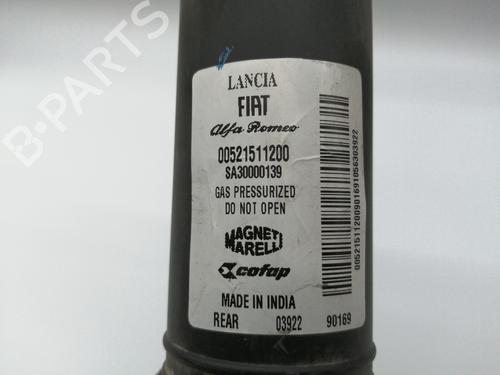 LANCIA
FIAT
Alfa Romeo
00521511200
SA30000139
GAS PRESSURIZED
DO NOT OPEN
MAGNETI
MARELLI
cofap
MADE IN INDIA
REAR 03922 90169
00521511200901691056303922
B-PARTS